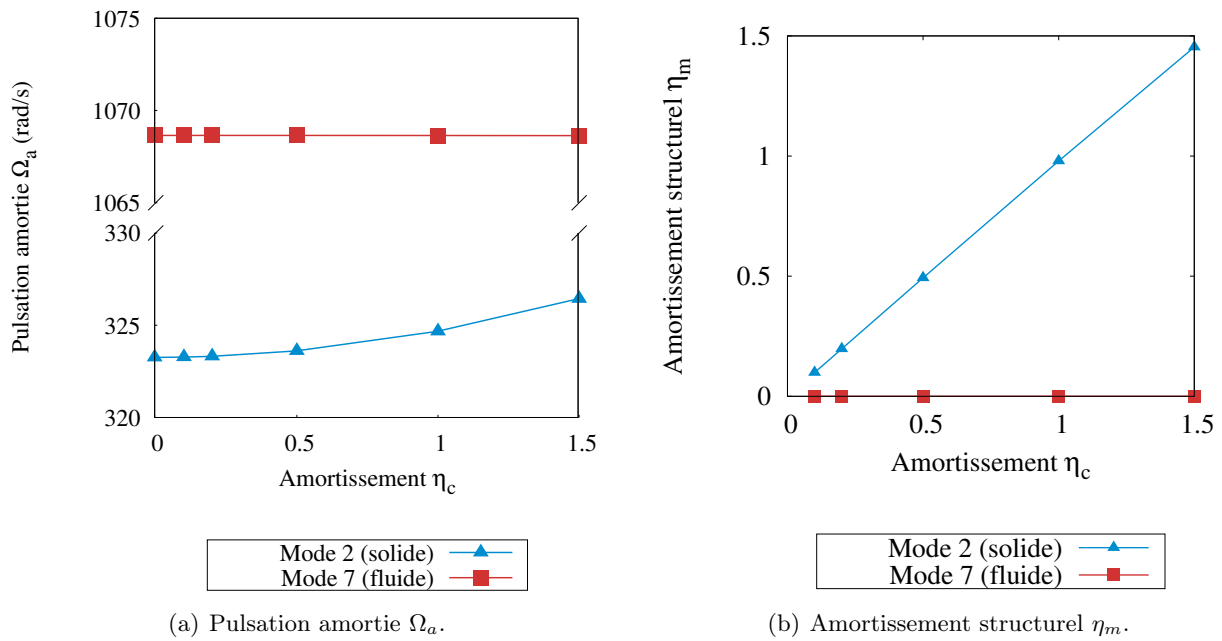 1075
1070
1065
330
325
320
0
0.5
1
1.5
Pulsation amortie Ωa (rad/s)
Amortissement ηc
Mode 2 (solide)
Mode 7 (fluide)
(a) Pulsation amortie Ωa.
1.5
1
0.5
0
0
0.5
1
1.5
Amortissement structurel ηm
Amortissement ηc
Mode 2 (solide)
Mode 7 (fluide)
(b) Amortissement structurel ηm.